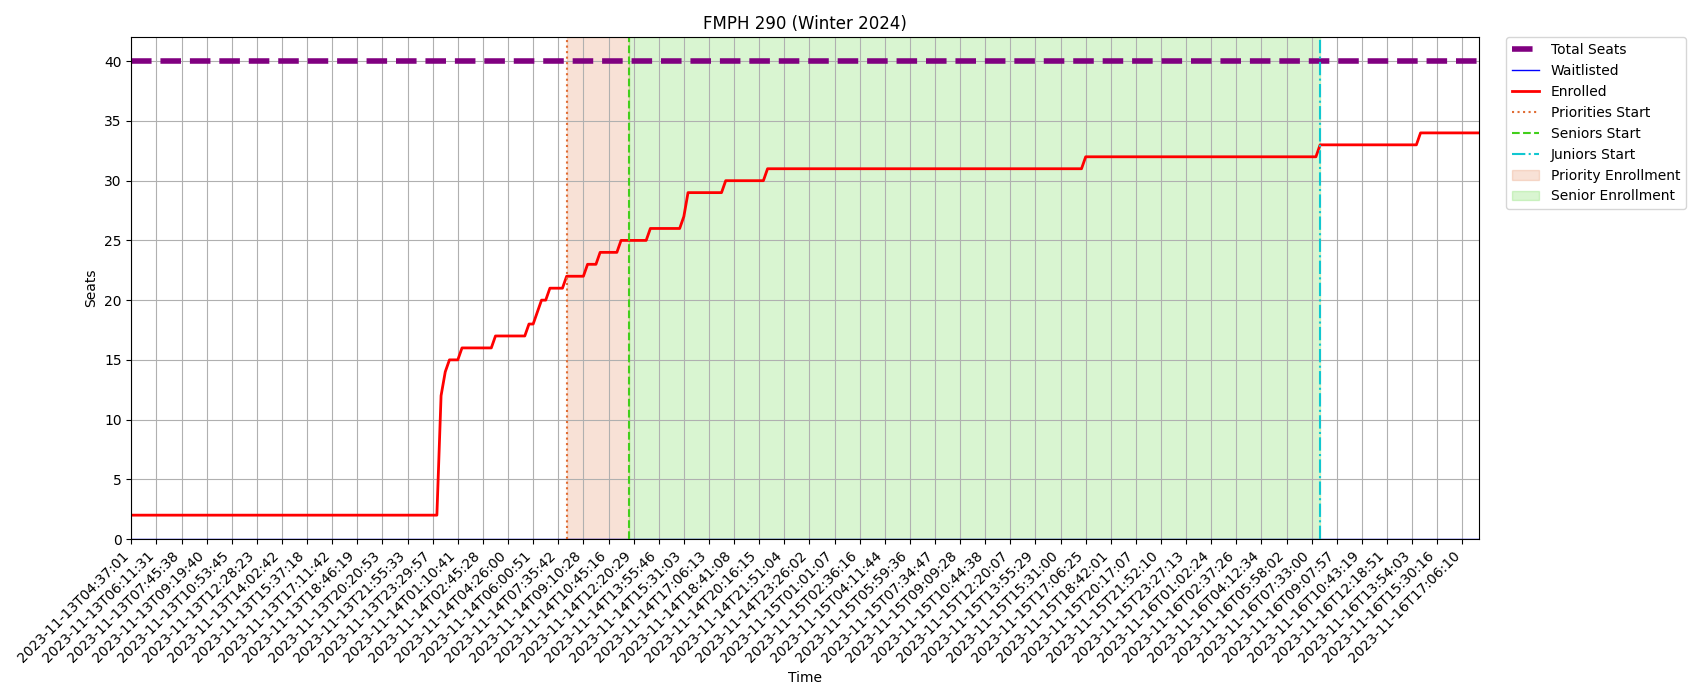 FMPH 290 (Winter 2024)
Total Seats
Waitlisted
Enrolled
Priorities Start
Seniors Start
Juniors Start
Priority Enrollment
Senior Enrollment
Seats
40
35
30
25
20
15
10
5
0
2023-11-13T04:37:01
2023-11-13T06:11:31
2023-11-13T07:45:38
2023-11-13T09:19:40
2023-11-13T10:53:45
2023-11-13T12:28:23
2023-11-13T14:02:42
2023-11-13T15:37:18
2023-11-13T17:11:42
2023-11-13T18:46:19
2023-11-13T20:20:53
2023-11-13T21:55:33
2023-11-13T23:29:57
2023-11-14T01:10:41
2023-11-14T02:45:28
2023-11-14T04:26:00
2023-11-14T06:00:51
2023-11-14T07:35:42
2023-11-14T09:10:28
2023-11-14T10:45:16
2023-11-14T12:20:29
2023-11-14T13:55:46
2023-11-14T15:31:03
2023-11-14T17:06:13
2023-11-14T18:41:08
2023-11-14T20:16:15
2023-11-14T21:51:04
2023-11-14T23:26:02
2023-11-15T01:01:07
2023-11-15T02:36:16
2023-11-15T04:11:44
2023-11-15T05:59:36
2023-11-15T07:34:47
2023-11-15T09:09:28
2023-11-15T10:44:38
2023-11-15T12:20:07
2023-11-15T13:55:29
2023-11-15T15:31:00
2023-11-15T17:06:25
2023-11-15T18:42:01
2023-11-15T20:17:07
2023-11-15T21:52:10
2023-11-15T23:27:13
2023-11-16T01:02:24
2023-11-16T02:37:26
2023-11-16T04:12:34
2023-11-16T05:58:02
2023-11-16T07:33:00
2023-11-16T09:07:57
2023-11-16T10:43:19
2023-11-16T12:18:51
2023-11-16T13:54:03
2023-11-16T15:30:16
2023-11-16T17:06:10
Time